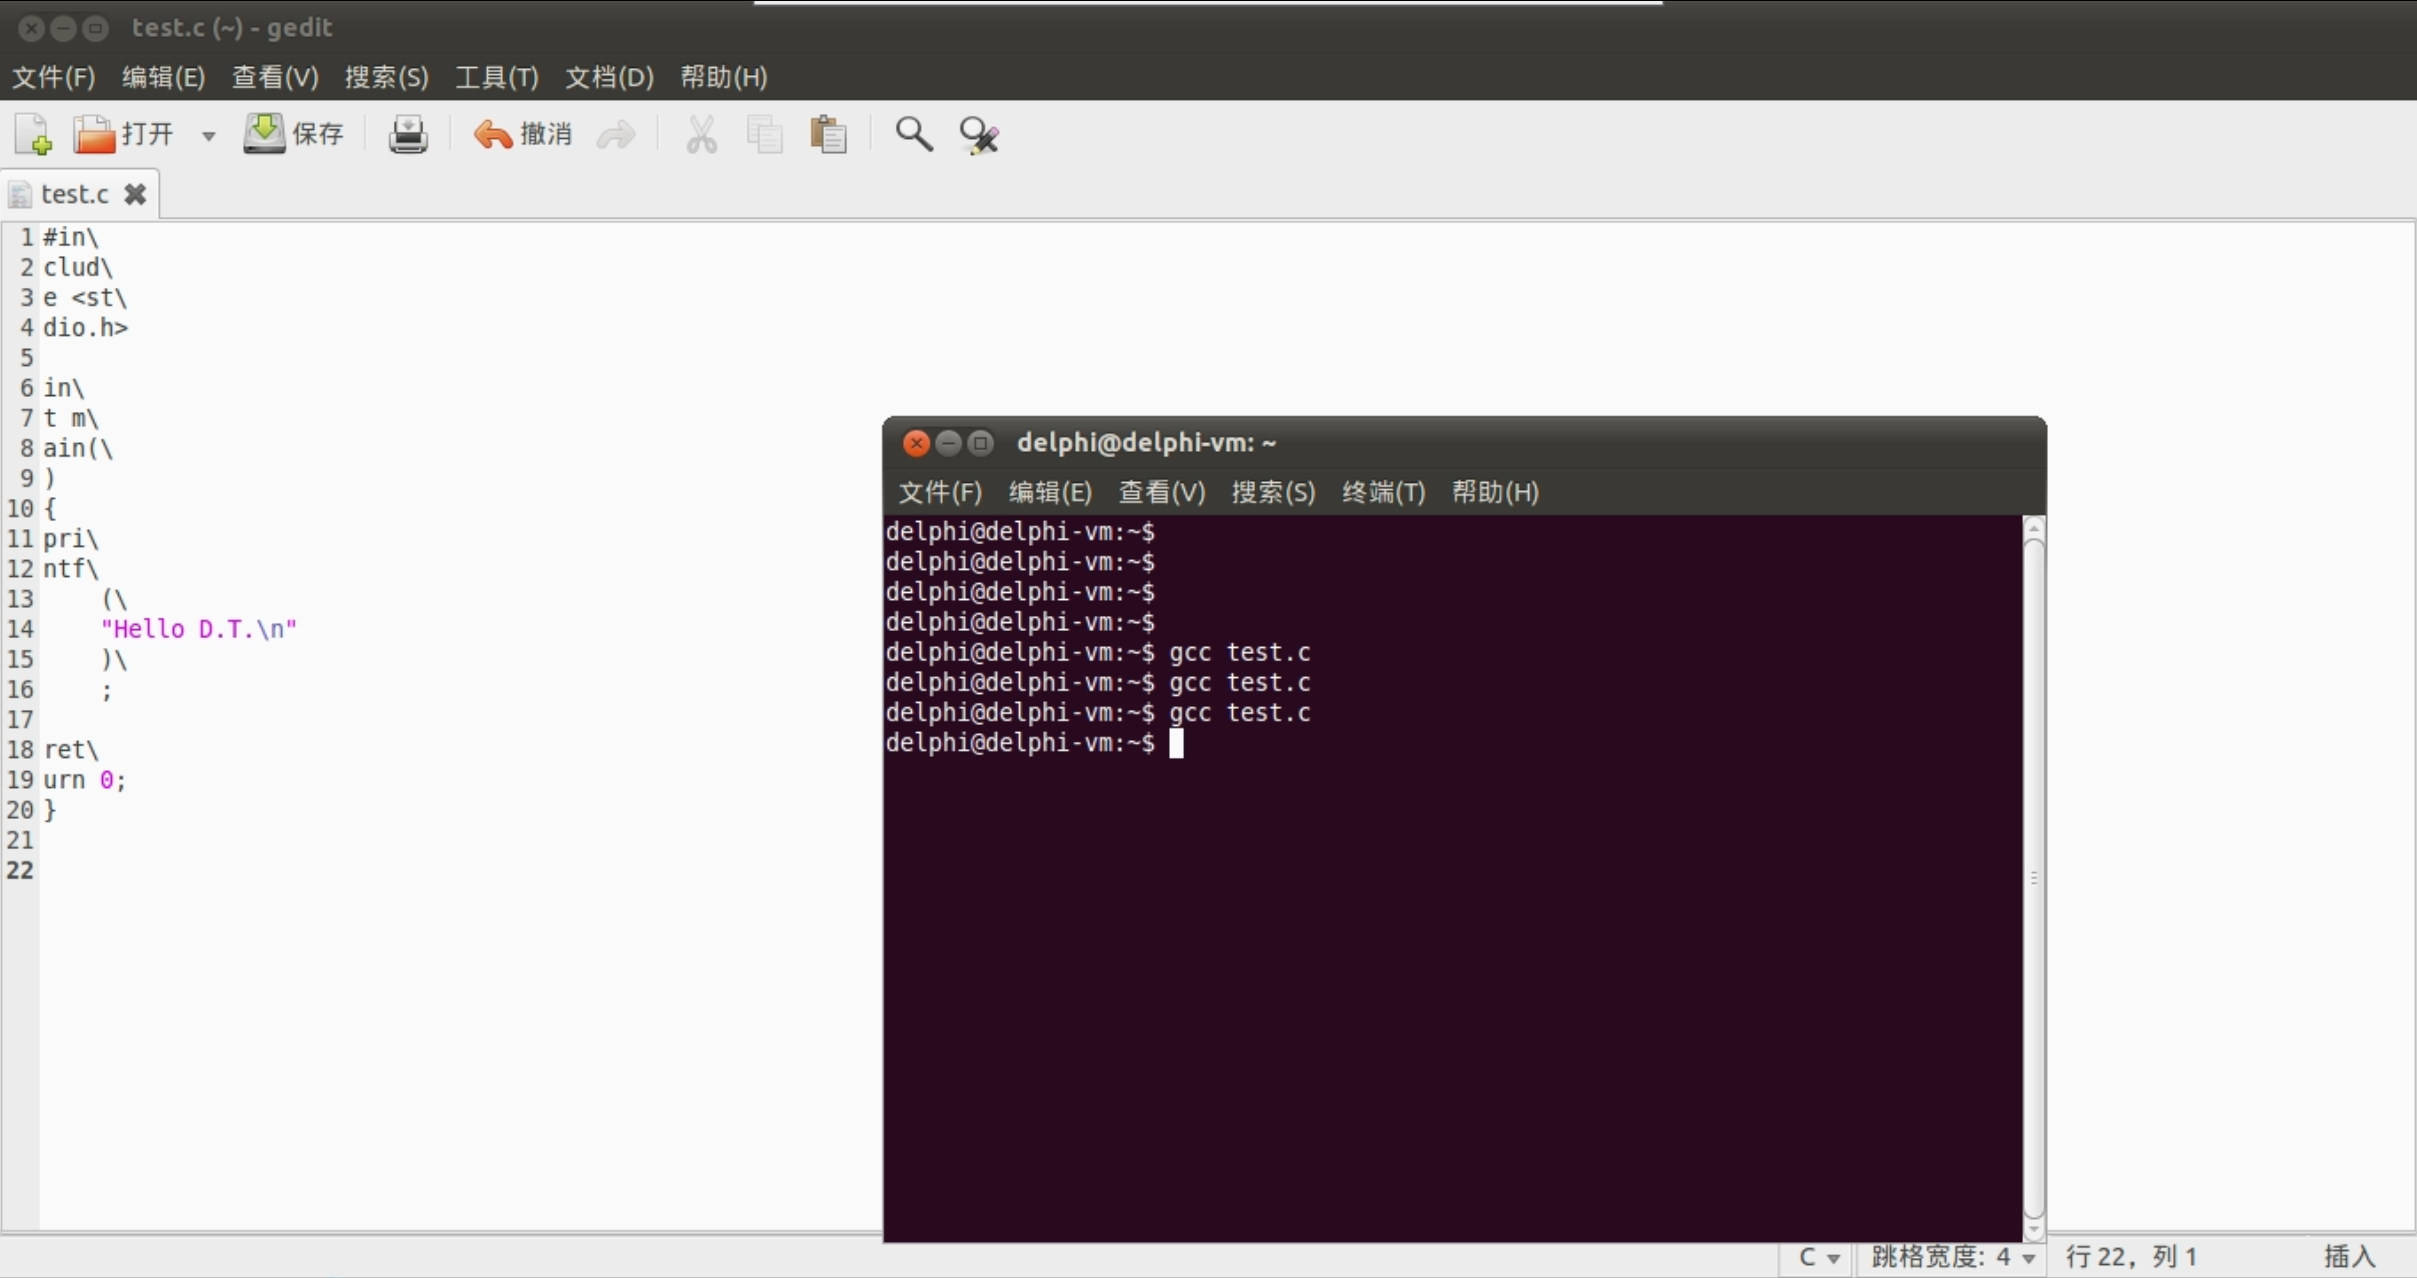 test.c (~) - gedit
文件(F) 编辑(E) 查看(V) 搜索(S) 工具(T) 文档(D) 帮助(H)
打开 保存 撤消
test.c
1 #in\
2 clud\
3 e <st\
4 dio.h>
5
6 in\
7 t m\
8 ain(\
9 )
10 {
11 pri\
12 ntf\
13     (\
14     "Hello D.T.\n"
15     )\
16     ;
17
18 ret\
19 urn 0;
20 }
21
22
delphi@delphi-vm: ~
文件(F) 编辑(E) 查看(V) 搜索(S) 终端(T) 帮助(H)
delphi@delphi-vm:~$
delphi@delphi-vm:~$
delphi@delphi-vm:~$
delphi@delphi-vm:~$
delphi@delphi-vm:~$ gcc test.c
delphi@delphi-vm:~$ gcc test.c
delphi@delphi-vm:~$ gcc test.c
delphi@delphi-vm:~$
C 跳格宽度: 4 行 22，列 1 插入